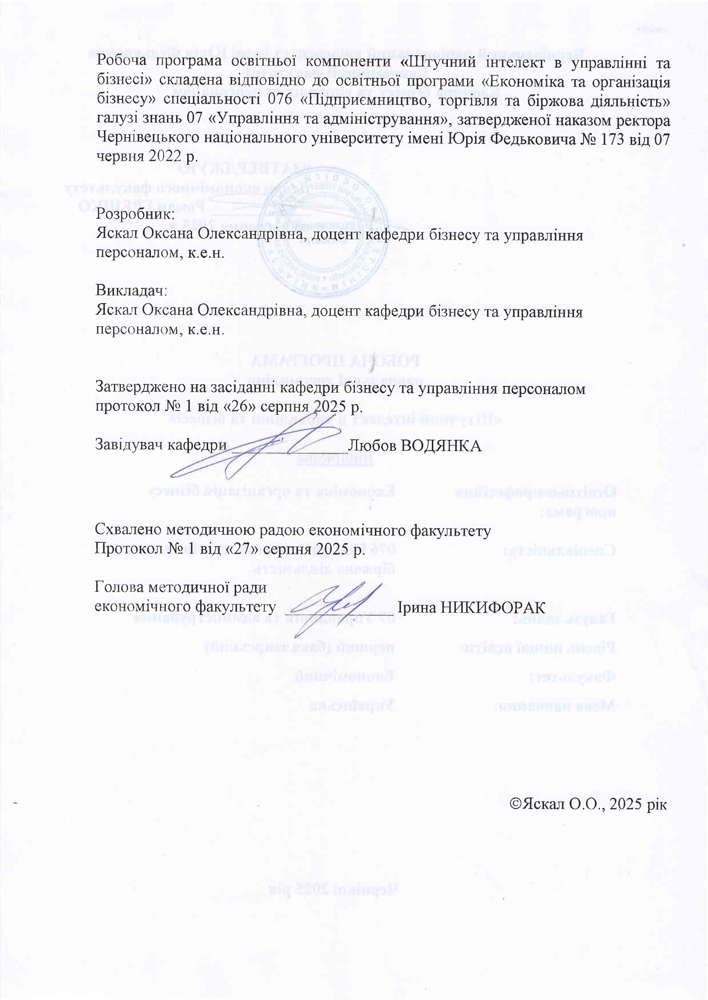 Робоча програма освітньої компоненти «Штучний інтелект в управлінні та
бізнесі» складена відповідно до освітньої програми «Економіка та організація
бізнесу» спеціальності 076 «Підприємництво, торгівля та біржова діяльність»
галузі знань 07 «Управління та адміністрування», затвердженої наказом ректора
Чернівецького національного університету імені Юрія Федьковича № 173 від 07
червня 2022 р.
Розробник:
Яскал Оксана Олександрівна, доцент кафедри бізнесу та управління
персоналом, к.е.н.
Викладач:
Яскал Оксана Олександрівна, доцент кафедри бізнесу та управління
персоналом, к.е.н.
Затверджено на засіданні кафедри бізнесу та управління персоналом
протокол № 1 від «26» серпня 2025 р.
Завідувач кафедри ______________Любов ВОДЯНКА
Схвалено методичною радою економічного факультету
Протокол № 1 від «27» серпня 2025 р.
Голова методичної ради
економічного факультету _____________ Ірина НИКИФОРАК
©Яскал О.О., 2025 рік